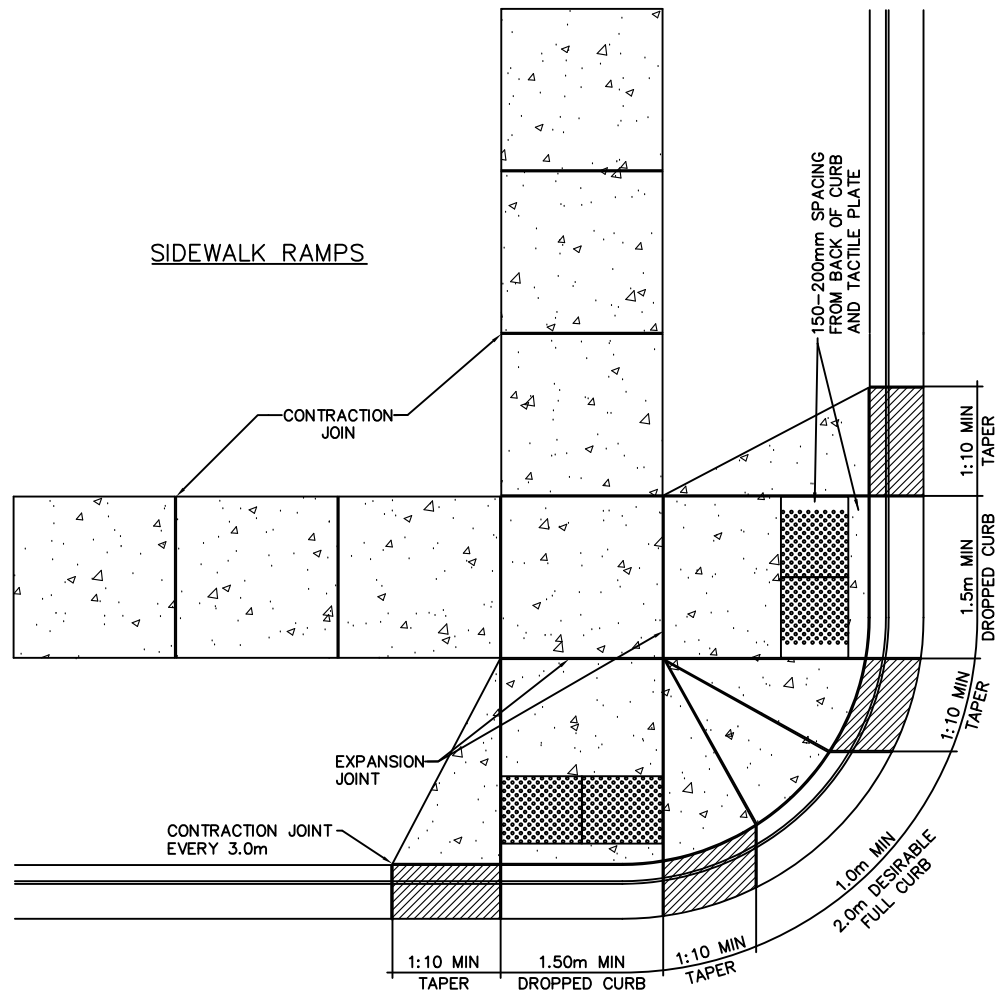 SIDEWALK RAMPS
150-200mm SPACING
FROM BACK OF CURB
AND TACTILE PLATE
CONTRACTION
JOIN
1:10 MIN
TAPER
1.5m MIN
DROPPED CURB
1:10 MIN
TAPER
EXPANSION
JOINT
CONTRACTION JOINT
EVERY 3.0m
1.0m MIN
2.0m DESIRABLE
FULL CURB
1:10 MIN
TAPER
1.50m MIN
DROPPED CURB
1:10 MIN
TAPER